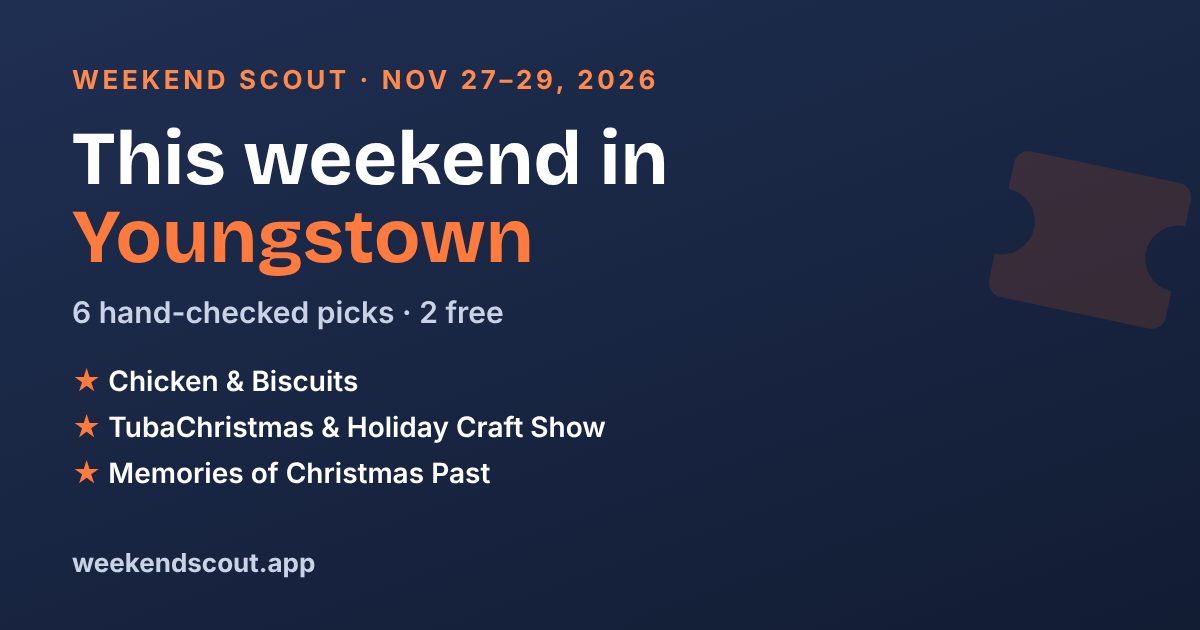 WEEKEND SCOUT · NOV 27–29, 2026
This weekend in
Youngstown
6 hand-checked picks · 2 free
★ Chicken & Biscuits
★ TubaChristmas & Holiday Craft Show
★ Memories of Christmas Past
weekendscout.app